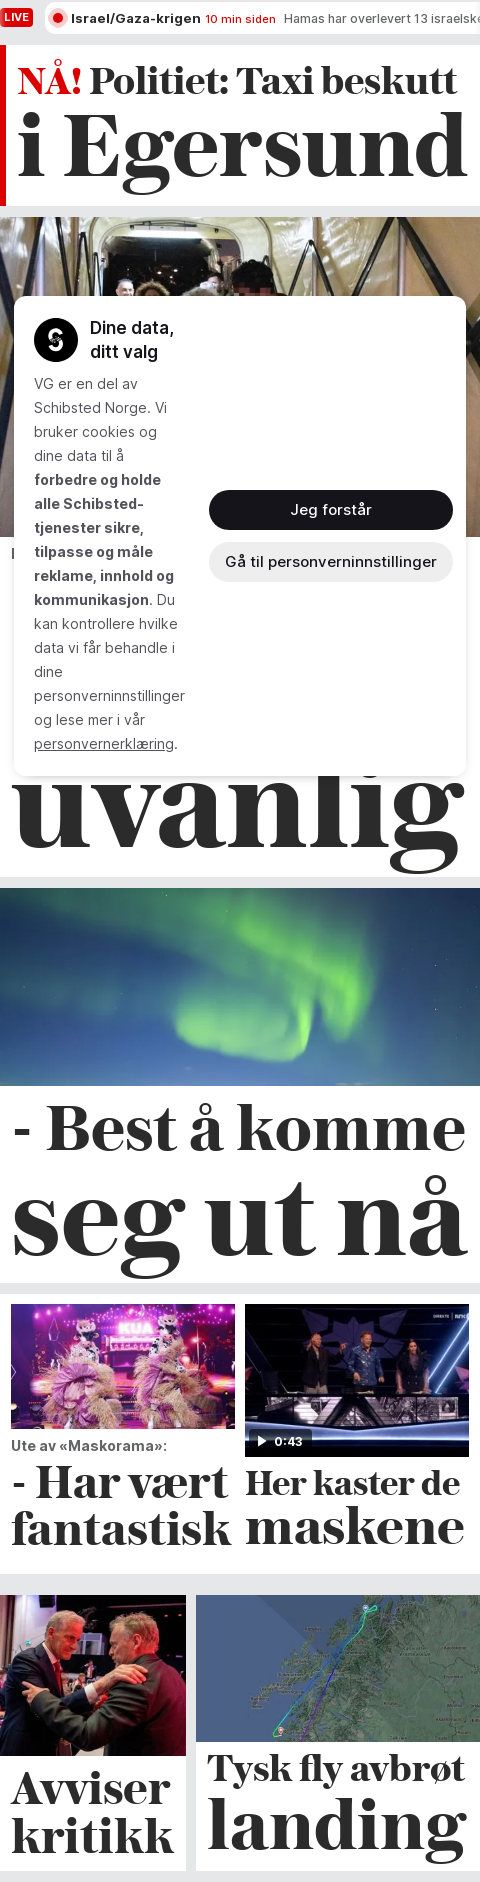 LIVE Israel/Gaza-krigen 10 min siden Hamas har overlevert 13 israelske
NÅ! Politiet: Taxi beskutt
i Egersund
Dine data,
ditt valg
VG er en del av
Schibsted Norge. Vi
bruker cookies og
dine data til å
forbedre og holde
alle Schibsted-
tjenester sikre,
tilpasse og måle
reklame, innhold og
kommunikasjon. Du
kan kontrollere hvilke
data vi får behandle i
dine
personverninnstillinger
og lese mer i vår
personvernerklæring.
Jeg forstår
Gå til personverninnstillinger
uvanlig
- Best å komme
seg ut nå
KUA
Ute av «Maskorama»:
- Har vært
fantastisk
DIREKTE NRK
0:43
Her kaster de
maskene
Avviser
kritikk
Tysk fly avbrøt
landing